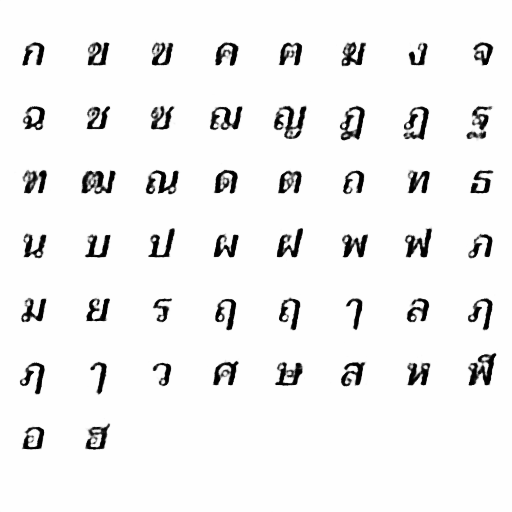 ก ข ฃ ค ฅ ฆ ง จ
ฉ ช ซ ฌ ญ ฎ ฏ ฐ
ฑ ฒ ณ ด ต ถ ท ธ
น บ ป ผ ฝ พ ฟ ภ
ม ย ร ฤ ฤ ๅ ล ฦ
ฦ ๅ ว ศ ษ ส ห ฬ
อ ฮ